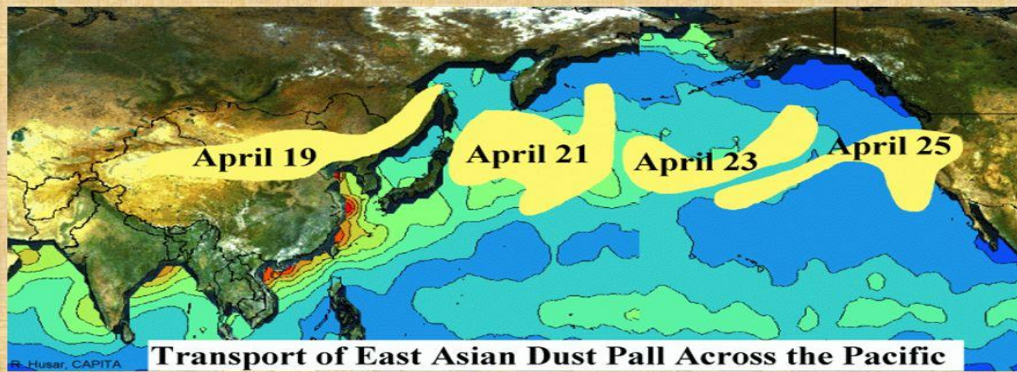 April 19
April 21
April 23
April 25
R. Husar, CAPITA
Transport of East Asian Dust Pall Across the Pacific